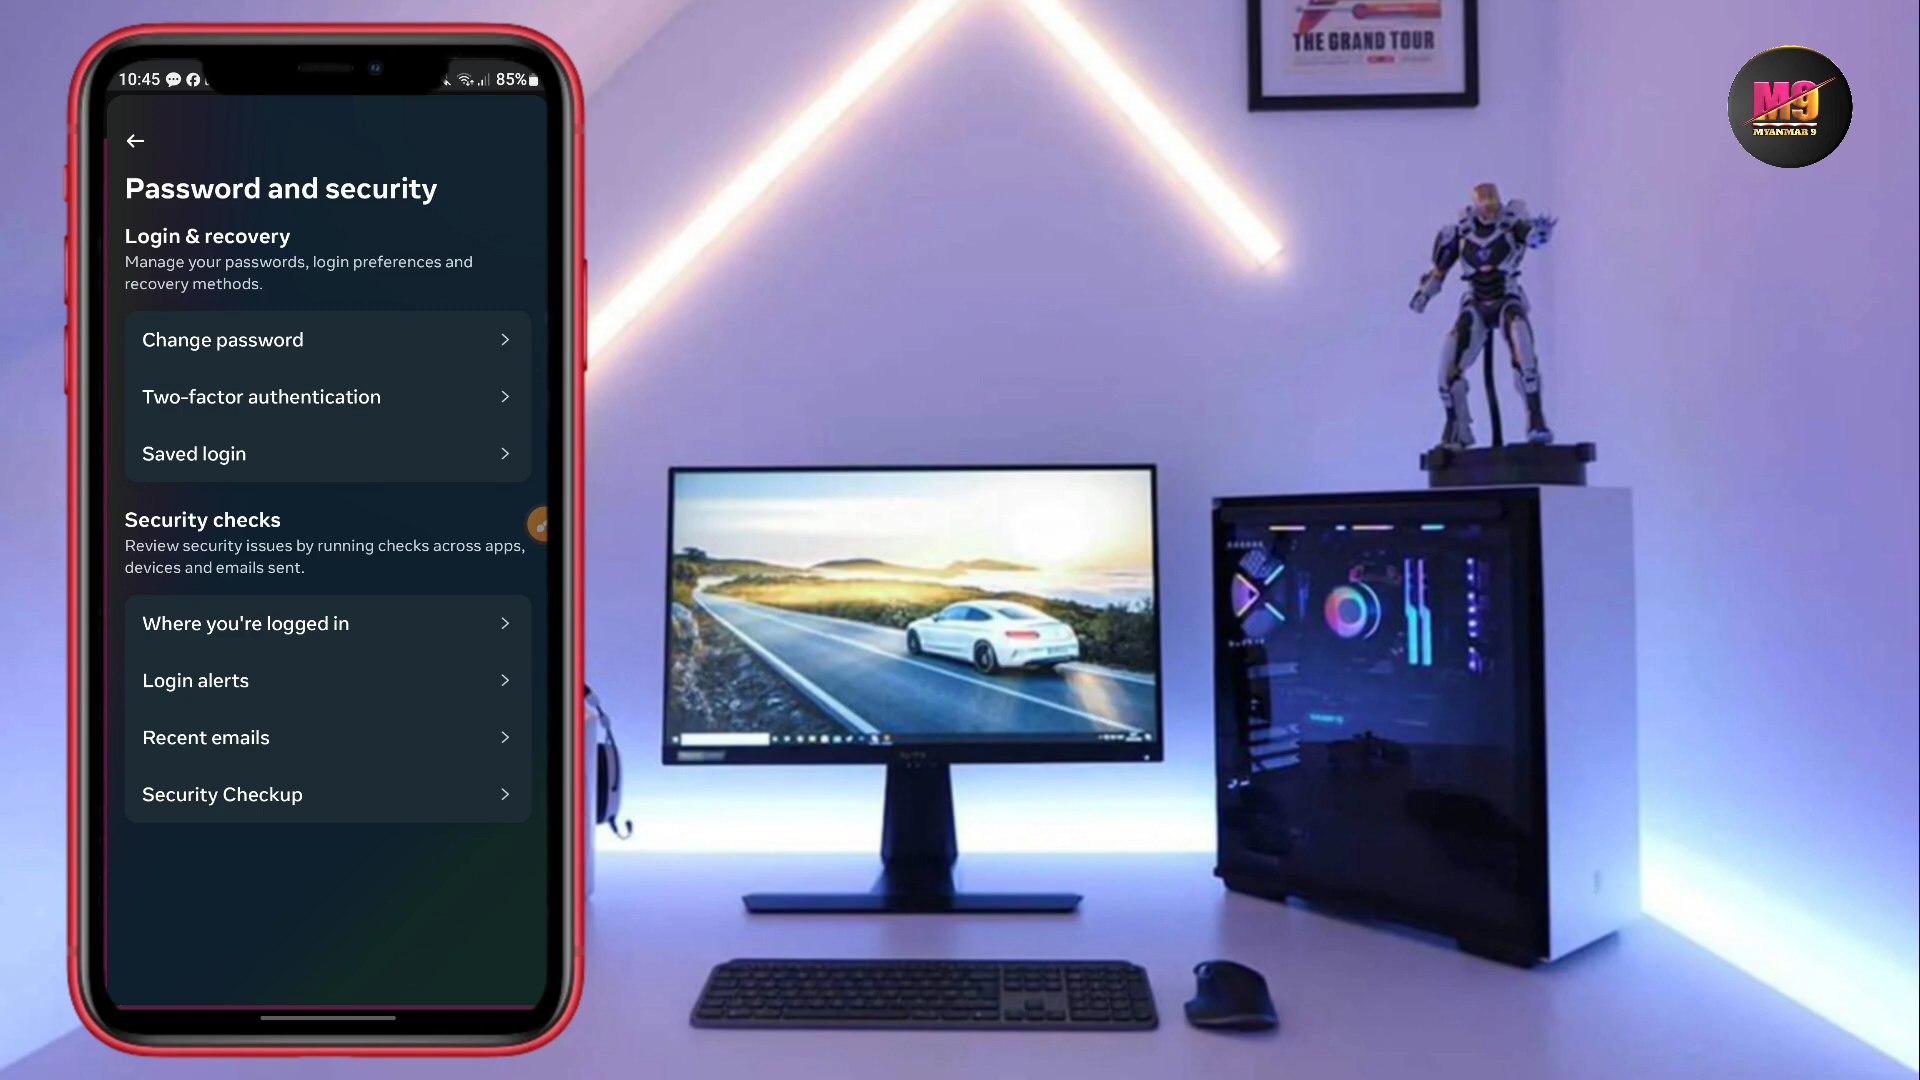 10:45
85%
Password and security
Login & recovery
Manage your passwords, login preferences and
recovery methods.
Change password
Two-factor authentication
Saved login
Security checks
Review security issues by running checks across apps,
devices and emails sent.
Where you're logged in
Login alerts
Recent emails
Security Checkup
THE GRAND TOUR
M9
MYANMAR 9